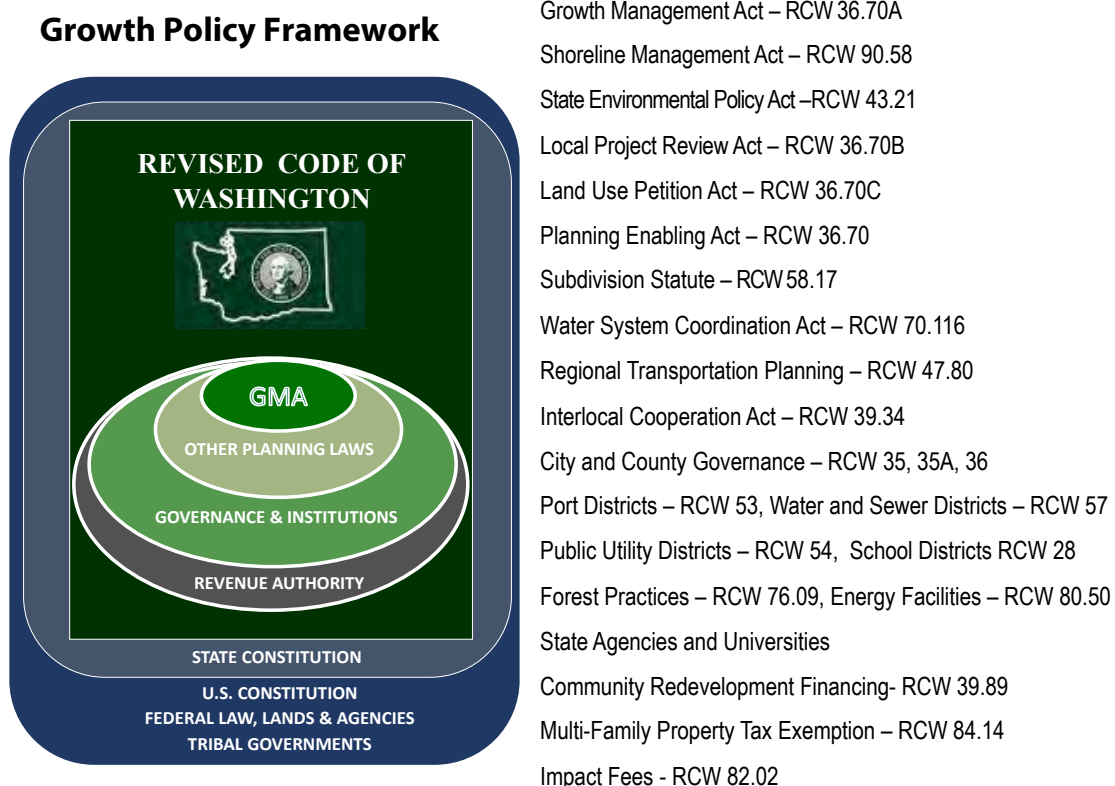 Growth Policy Framework
REVISED CODE OF
WASHINGTON
GMA
OTHER PLANNING LAWS
GOVERNANCE & INSTITUTIONS
REVENUE AUTHORITY
STATE CONSTITUTION
U.S. CONSTITUTION
FEDERAL LAW, LANDS & AGENCIES
TRIBAL GOVERNMENTS
Growth Management Act – RCW 36.70A
Shoreline Management Act – RCW 90.58
State Environmental Policy Act –RCW 43.21
Local Project Review Act – RCW 36.70B
Land Use Petition Act – RCW 36.70C
Planning Enabling Act – RCW 36.70
Subdivision Statute – RCW 58.17
Water System Coordination Act – RCW 70.116
Regional Transportation Planning – RCW 47.80
Interlocal Cooperation Act – RCW 39.34
City and County Governance – RCW 35, 35A, 36
Port Districts – RCW 53, Water and Sewer Districts – RCW 57
Public Utility Districts – RCW 54, School Districts RCW 28
Forest Practices – RCW 76.09, Energy Facilities – RCW 80.50
State Agencies and Universities
Community Redevelopment Financing- RCW 39.89
Multi-Family Property Tax Exemption – RCW 84.14
Impact Fees - RCW 82.02